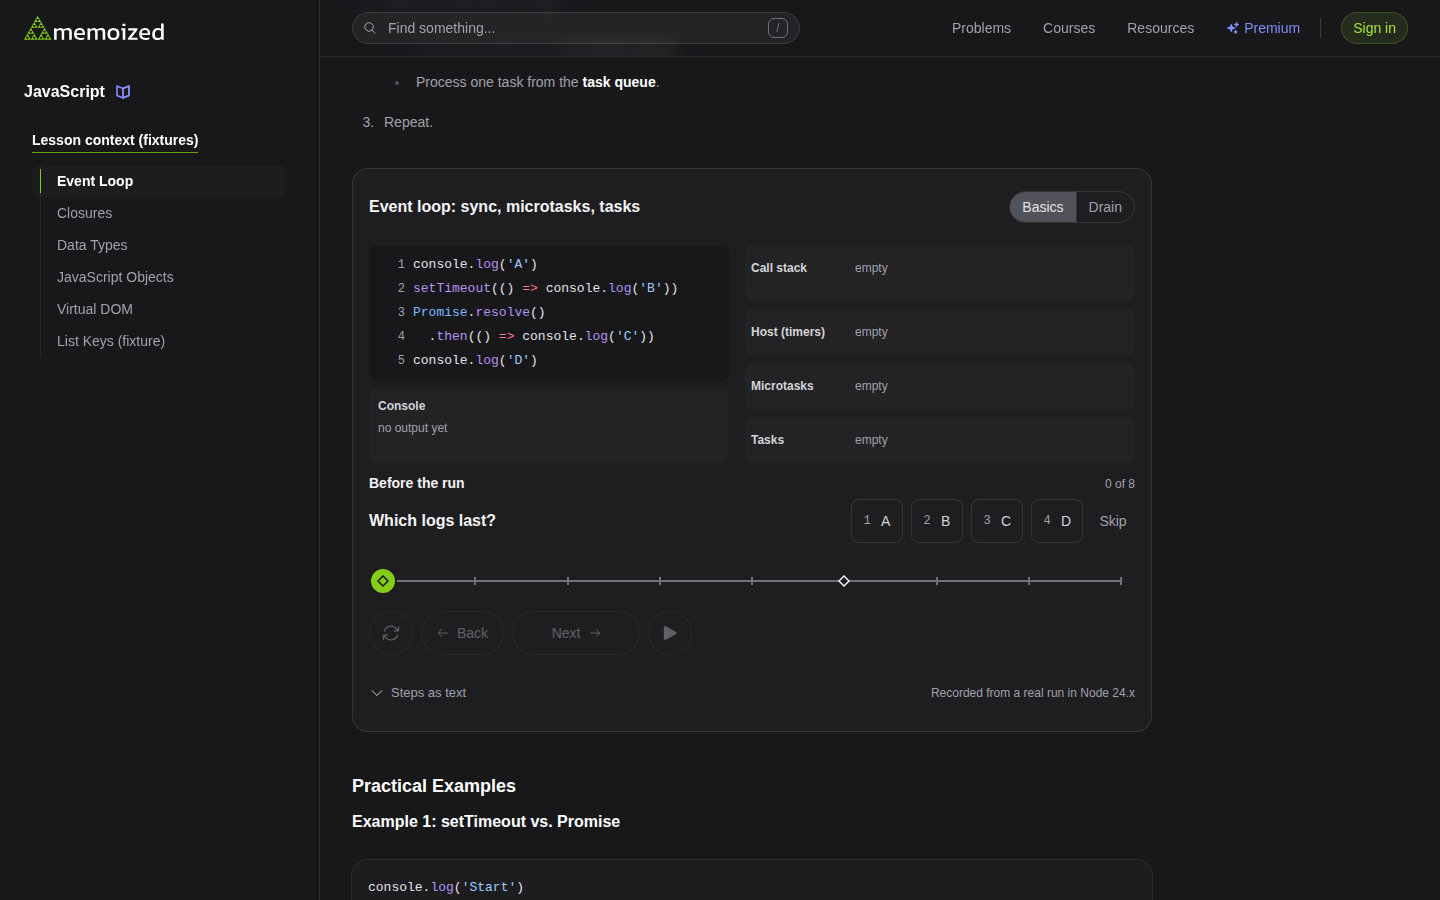 memoized
Find something...
/
Problems
Courses
Resources
Premium
Sign in
JavaScript
Lesson context (fixtures)
Event Loop
Closures
Data Types
JavaScript Objects
Virtual DOM
List Keys (fixture)
Process one task from the task queue.
3. Repeat.
Event loop: sync, microtasks, tasks
Basics
Drain
1 console.log('A')
2 setTimeout(() => console.log('B'))
3 Promise.resolve()
4   .then(() => console.log('C'))
5 console.log('D')
Console
no output yet
Call stack empty
Host (timers) empty
Microtasks empty
Tasks empty
Before the run
0 of 8
Which logs last?
1 A
2 B
3 C
4 D
Skip
Back
Next
Steps as text
Recorded from a real run in Node 24.x
Practical Examples
Example 1: setTimeout vs. Promise
console.log('Start')